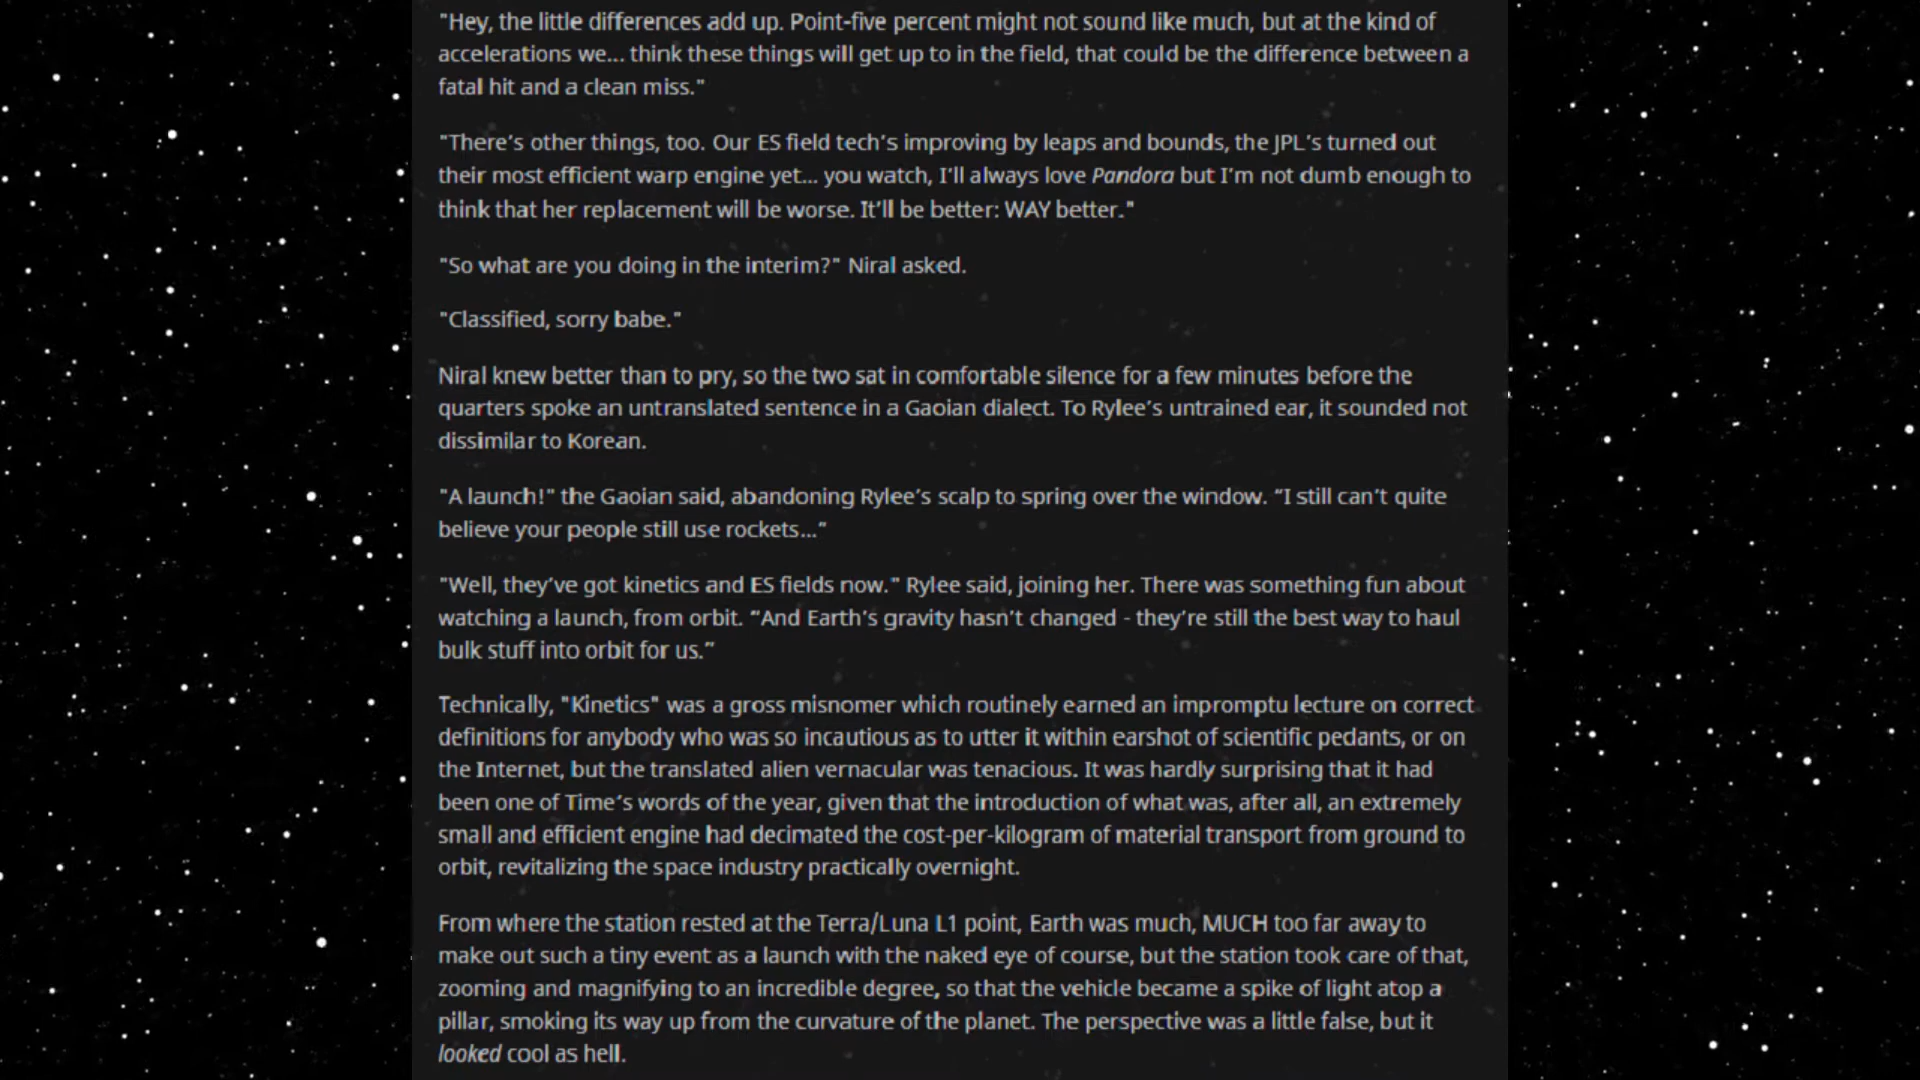 "Hey, the little differences add up. Point-five percent might not sound like much, but at the kind of
accelerations we... think these things will get up to in the field, that could be the difference between a
fatal hit and a clean miss."
"There's other things, too. Our ES field tech's improving by leaps and bounds, the JPL's turned out
their most efficient warp engine yet... you watch, I'll always love Pandora but I'm not dumb enough to
think that her replacement will be worse. It'll be better: WAY better."
"So what are you doing in the interim?" Niral asked.
"Classified, sorry babe."
Niral knew better than to pry, so the two sat in comfortable silence for a few minutes before the
quarters spoke an untranslated sentence in a Gaoian dialect. To Rylee's untrained ear, it sounded not
dissimilar to Korean.
"A launch!" the Gaoian said, abandoning Rylee's scalp to spring over the window. “I still can't quite
believe your people still use rockets...”
"Well, they've got kinetics and ES fields now." Rylee said, joining her. There was something fun about
watching a launch, from orbit. “And Earth's gravity hasn't changed - they're still the best way to haul
bulk stuff into orbit for us.”
Technically, "Kinetics" was a gross misnomer which routinely earned an impromptu lecture on correct
definitions for anybody who was so incautious as to utter it within earshot of scientific pedants, or on
the Internet, but the translated alien vernacular was tenacious. It was hardly surprising that it had
been one of Time's words of the year, given that the introduction of what was, after all, an extremely
small and efficient engine had decimated the cost-per-kilogram of material transport from ground to
orbit, revitalizing the space industry practically overnight.
From where the station rested at the Terra/Luna L1 point, Earth was much, MUCH too far away to
make out such a tiny event as a launch with the naked eye of course, but the station took care of that,
zooming and magnifying to an incredible degree, so that the vehicle became a spike of light atop a
pillar, smoking its way up from the curvature of the planet. The perspective was a little false, but it
looked cool as hell.